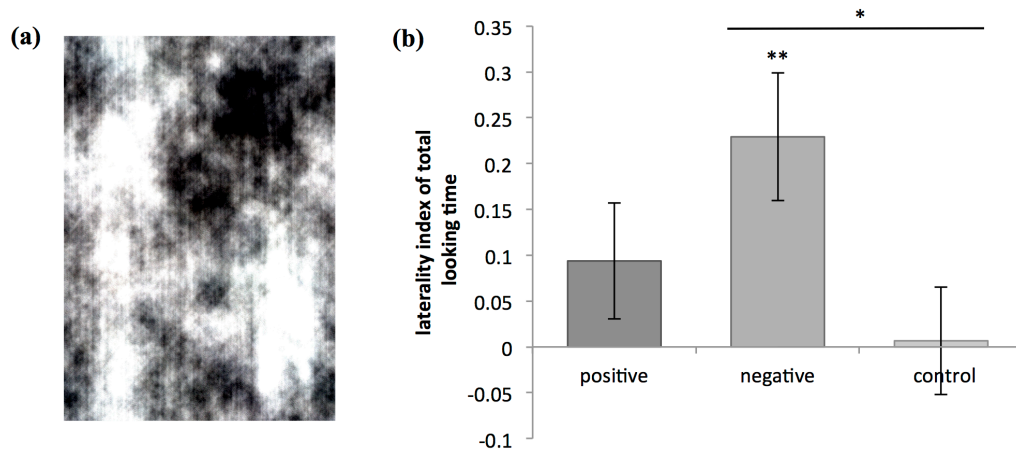 (a)
(b)
laterality index of total
looking time
0.35
0.3
0.25
0.2
0.15
0.1
0.05
0
-0.05
-0.1
*
**
positive negative control